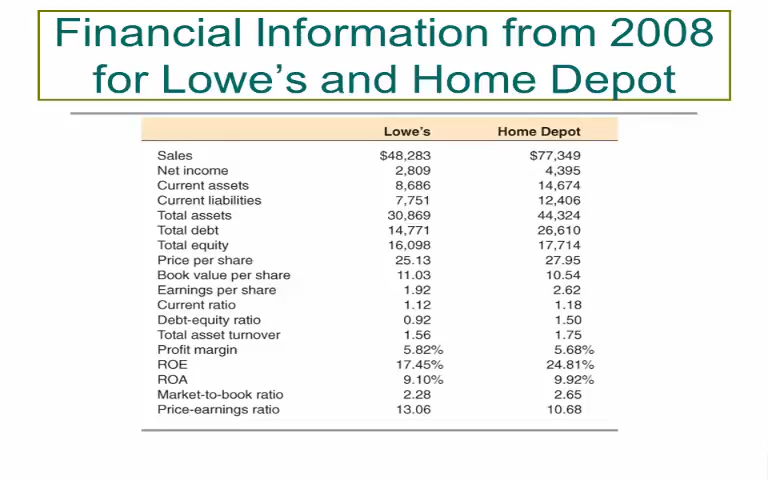 Financial Information from 2008
for Lowe's and Home Depot
Lowe's Home Depot
Sales $48,283 $77,349
Net income 2,809 4,395
Current assets 8,686 14,674
Current liabilities 7,751 12,406
Total assets 30,869 44,324
Total debt 14,771 26,610
Total equity 16,098 17,714
Price per share 25.13 27.95
Book value per share 11.03 10.54
Earnings per share 1.92 2.62
Current ratio 1.12 1.18
Debt-equity ratio 0.92 1.50
Total asset turnover 1.56 1.75
Profit margin 5.82% 5.68%
ROE 17.45% 24.81%
ROA 9.10% 9.92%
Market-to-book ratio 2.28 2.65
Price-earnings ratio 13.06 10.68